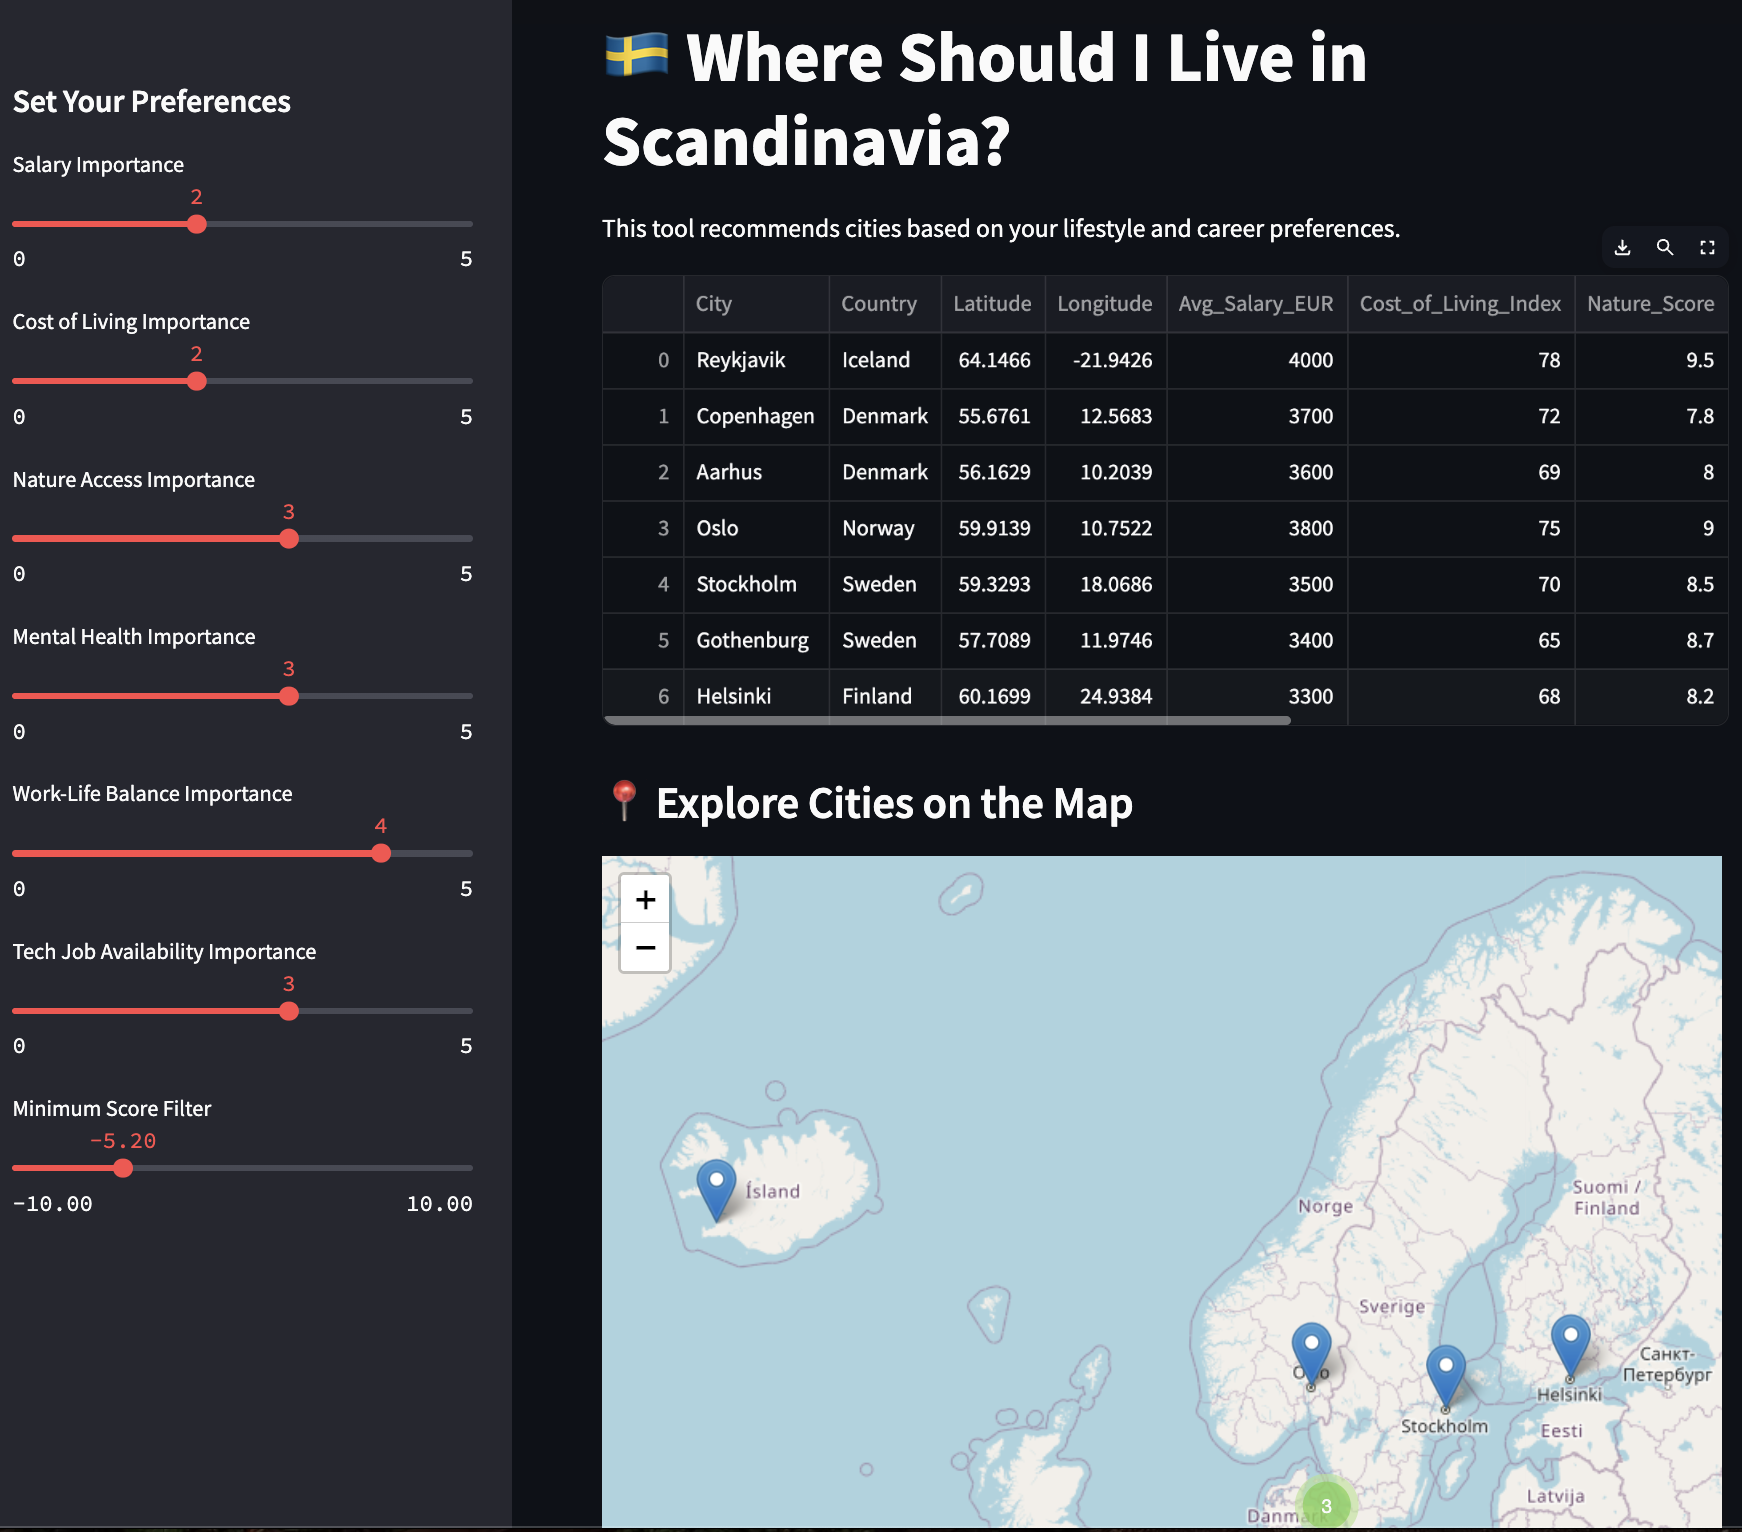 Set Your Preferences
Salary Importance
2
0 5
Cost of Living Importance
2
0 5
Nature Access Importance
3
0 5
Mental Health Importance
3
0 5
Work-Life Balance Importance
4
0 5
Tech Job Availability Importance
3
0 5
Minimum Score Filter
-5.20
-10.00 10.00
Where Should I Live in
Scandinavia?
This tool recommends cities based on your lifestyle and career preferences.
City Country Latitude Longitude Avg_Salary_EUR Cost_of_Living_Index Nature_Score
0 Reykjavik Iceland 64.1466 -21.9426 4000 78 9.5
1 Copenhagen Denmark 55.6761 12.5683 3700 72 7.8
2 Aarhus Denmark 56.1629 10.2039 3600 69 8
3 Oslo Norway 59.9139 10.7522 3800 75 9
4 Stockholm Sweden 59.3293 18.0686 3500 70 8.5
5 Gothenburg Sweden 57.7089 11.9746 3400 65 8.7
6 Helsinki Finland 60.1699 24.9384 3300 68 8.2
Explore Cities on the Map
+
−
Ísland
Norge
Suomi /
Finland
Sverige
Санкт-
Петербург
Helsinki
Stockholm
Eesti
Latvija
3